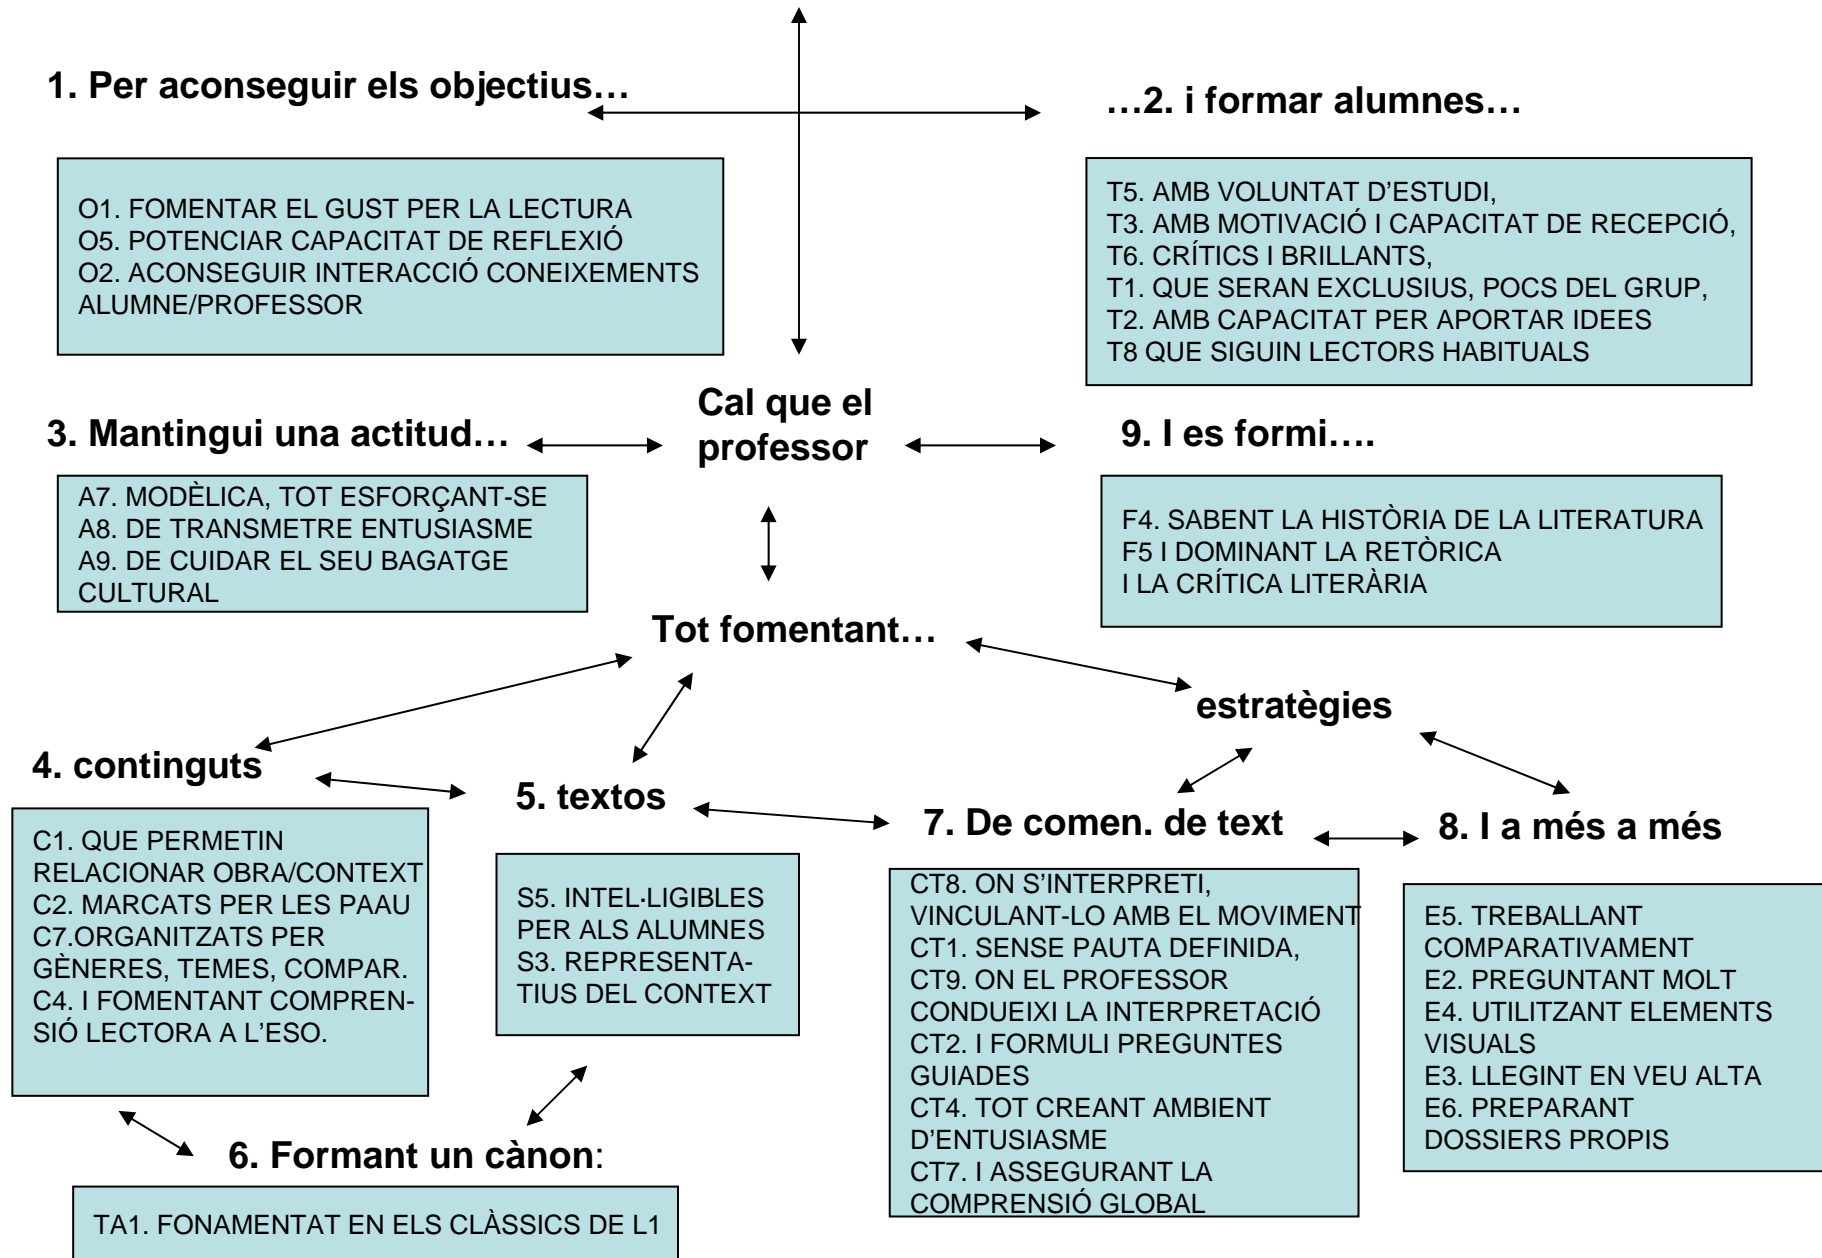 1. Per aconseguir els objectius…
…2. i formar alumnes…
O1. FOMENTAR EL GUST PER LA LECTURA
O5. POTENCIAR CAPACITAT DE REFLEXIÓ
O2. ACONSEGUIR INTERACCIÓ CONEIXEMENTS
ALUMNE/PROFESSOR
T5. AMB VOLUNTAT D’ESTUDI,
T3. AMB MOTIVACIÓ I CAPACITAT DE RECEPCIÓ,
T6. CRÍTICS I BRILLANTS,
T1. QUE SERAN EXCLUSIUS, POCS DEL GRUP,
T2. AMB CAPACITAT PER APORTAR IDEES
T8 QUE SIGUIN LECTORS HABITUALS
Cal que el
professor
3. Mantingui una actitud…
9. I es formi….
A7. MODÈLICA, TOT ESFORÇANT-SE
A8. DE TRANSMETRE ENTUSIASME
A9. DE CUIDAR EL SEU BAGATGE
CULTURAL
F4. SABENT LA HISTÒRIA DE LA LITERATURA
F5 I DOMINANT LA RETÒRICA
I LA CRÍTICA LITERÀRIA
Tot fomentant…
estratègies
4. continguts
5. textos
7. De comen. de text
8. I a més a més
C1. QUE PERMETIN
RELACIONAR OBRA/CONTEXT
C2. MARCATS PER LES PAAU
C7.ORGANITZATS PER
GÈNERES, TEMES, COMPAR.
C4. I FOMENTANT COMPREN-
SIÓ LECTORA A L’ESO.
S5. INTEL·LIGIBLES
PER ALS ALUMNES
S3. REPRESENTA-
TIUS DEL CONTEXT
CT8. ON S’INTERPRETI,
VINCULANT-LO AMB EL MOVIMENT
CT1. SENSE PAUTA DEFINIDA,
CT9. ON EL PROFESSOR
CONDUEIXI LA INTERPRETACIÓ
CT2. I FORMULI PREGUNTES
GUIADES
CT4. TOT CREANT AMBIENT
D’ENTUSIASME
CT7. I ASSEGURANT LA
COMPRENSIÓ GLOBAL
E5. TREBALLANT
COMPARATIVAMENT
E2. PREGUNTANT MOLT
E4. UTILITZANT ELEMENTS
VISUALS
E3. LLEGINT EN VEU ALTA
E6. PREPARANT
DOSSIERS PROPIS
6. Formant un cànon:
TA1. FONAMENTAT EN ELS CLÀSSICS DE L1